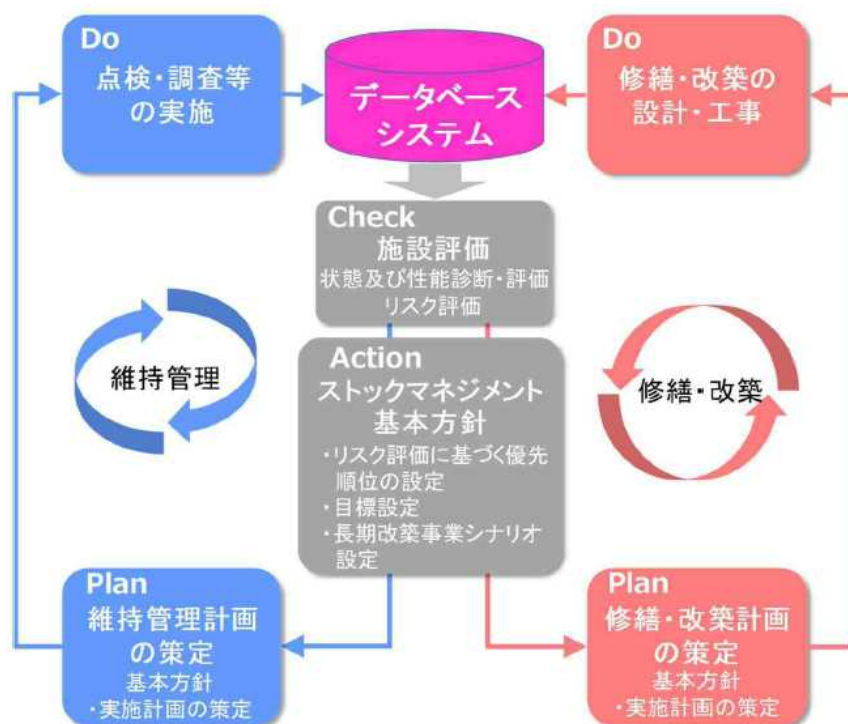 Do
点検・調査等
の実施
データベース
システム
Do
修繕・改築の
設計・工事
Check
施設評価
状態及び性能診断・評価
リスク評価
維持管理
Action
ストックマネジメント
基本方針
・リスク評価に基づく優先
順位の設定
・目標設定
・長期改築事業シナリオ
設定
修繕・改築
Plan
維持管理計画
の策定
基本方針
・実施計画の策定
Plan
修繕・改築計画
の策定
基本方針
・実施計画の策定